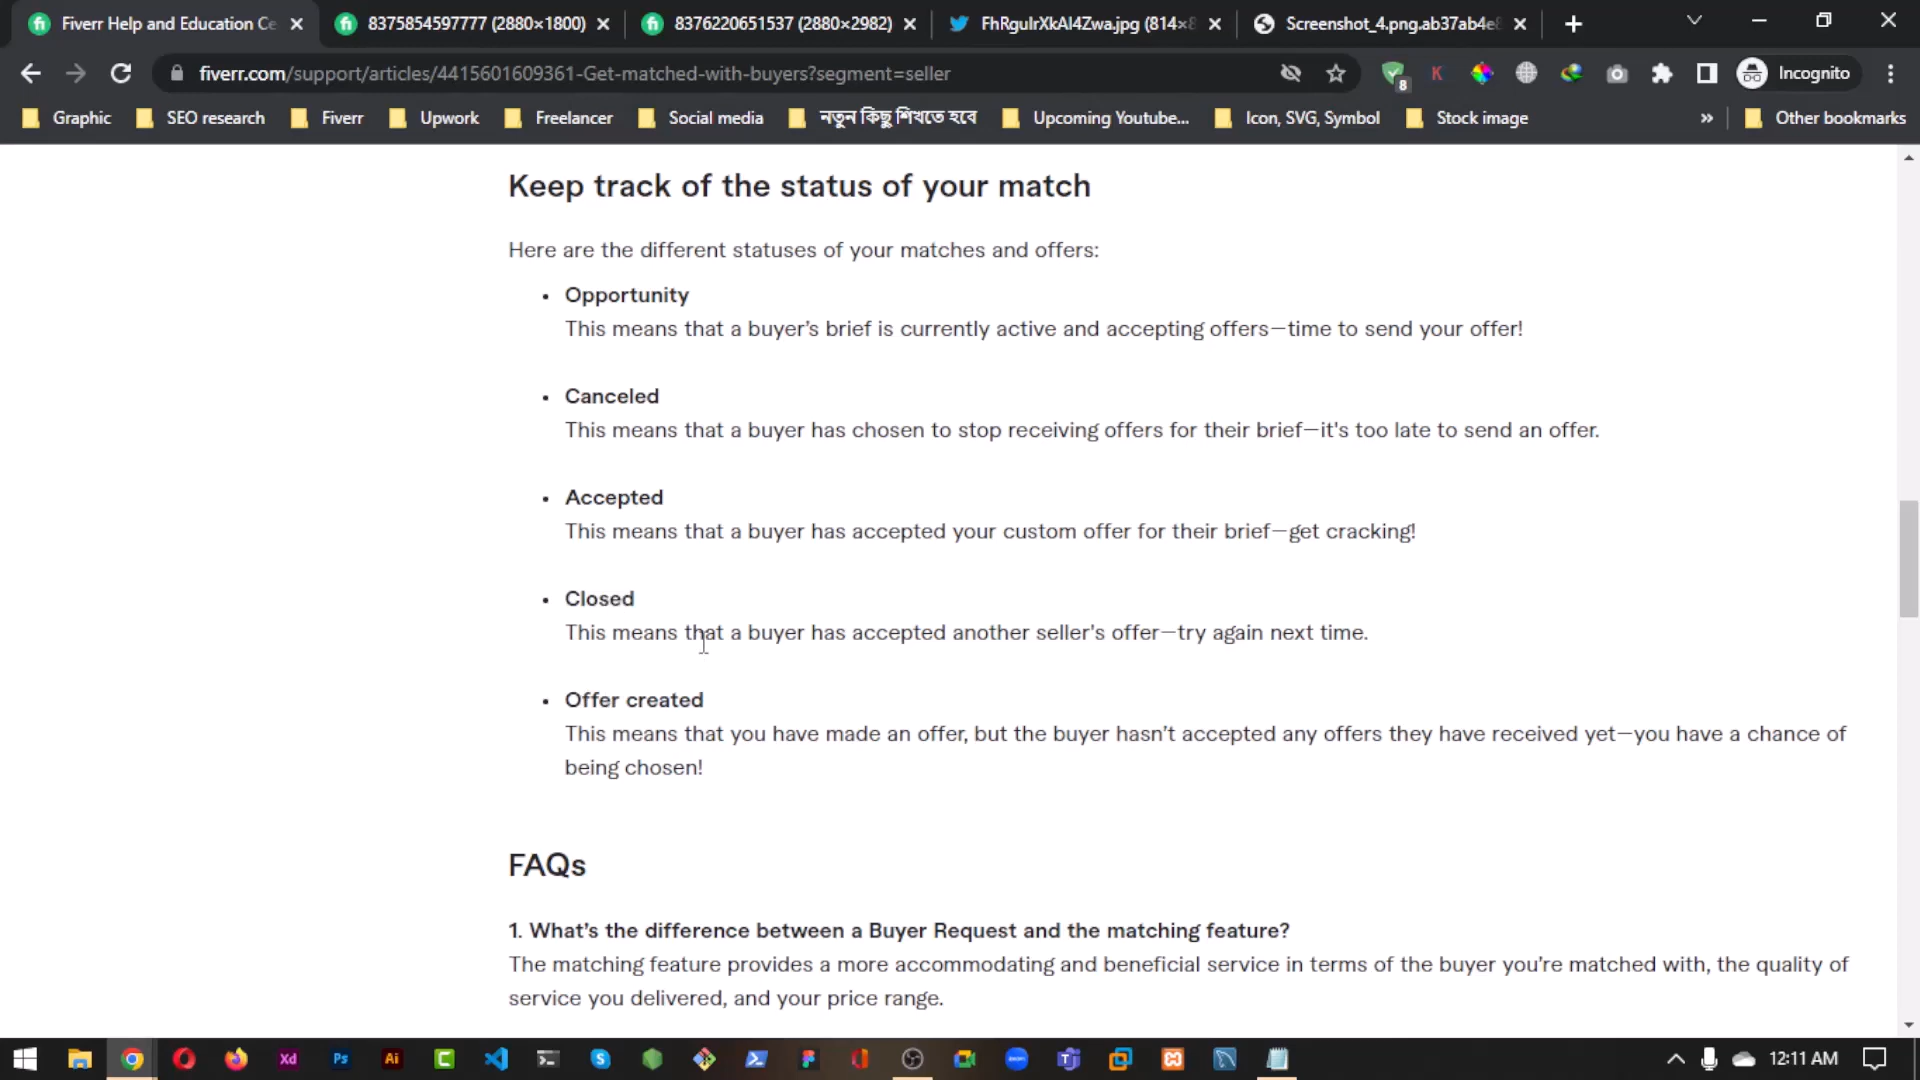 Fiverr Help and Education Ce
8375854597777 (2880×1800)
8376220651537 (2880×2982)
FhRguIrXkAI4Zwa.jpg (814×8
Screenshot_4.png.ab37ab4e8
fiverr.com/support/articles/4415601609361-Get-matched-with-buyers?segment=seller
8
K
Incognito
Graphic
SEO research
Fiverr
Upwork
Freelancer
Social media
নতুন কিছু শিখতে হবে
Upcoming Youtube...
Icon, SVG, Symbol
Stock image
»
Other bookmarks
Keep track of the status of your match
Here are the different statuses of your matches and offers:
• Opportunity
This means that a buyer’s brief is currently active and accepting offers—time to send your offer!
• Canceled
This means that a buyer has chosen to stop receiving offers for their brief—it's too late to send an offer.
• Accepted
This means that a buyer has accepted your custom offer for their brief—get cracking!
• Closed
This means that a buyer has accepted another seller's offer—try again next time.
• Offer created
This means that you have made an offer, but the buyer hasn’t accepted any offers they have received yet—you have a chance of
being chosen!
FAQs
1. What’s the difference between a Buyer Request and the matching feature?
The matching feature provides a more accommodating and beneficial service in terms of the buyer you’re matched with, the quality of
service you delivered, and your price range.
Xd
Ps
Ai
12:11 AM